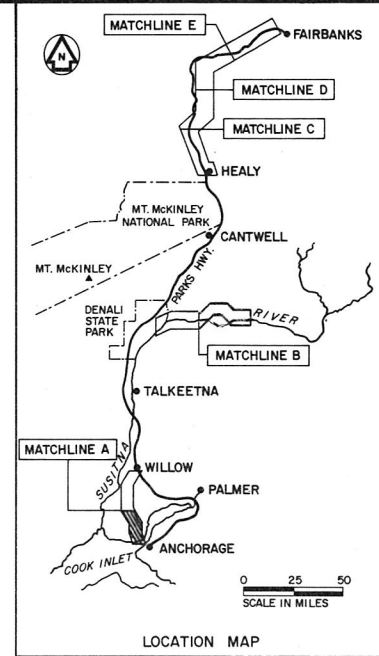 MATCHLINE E
FAIRBANKS
N
MATCHLINE D
MATCHLINE C
HEALY
MT. McKINLEY
NATIONAL PARK
CANTWELL
MT. McKINLEY
PARKS HWY.
DENALI
STATE
PARK
RIVER
MATCHLINE B
TALKEETNA
MATCHLINE A
SUSITNA
WILLOW
PALMER
COOK INLET
ANCHORAGE
0 25 50
SCALE IN MILES
LOCATION MAP